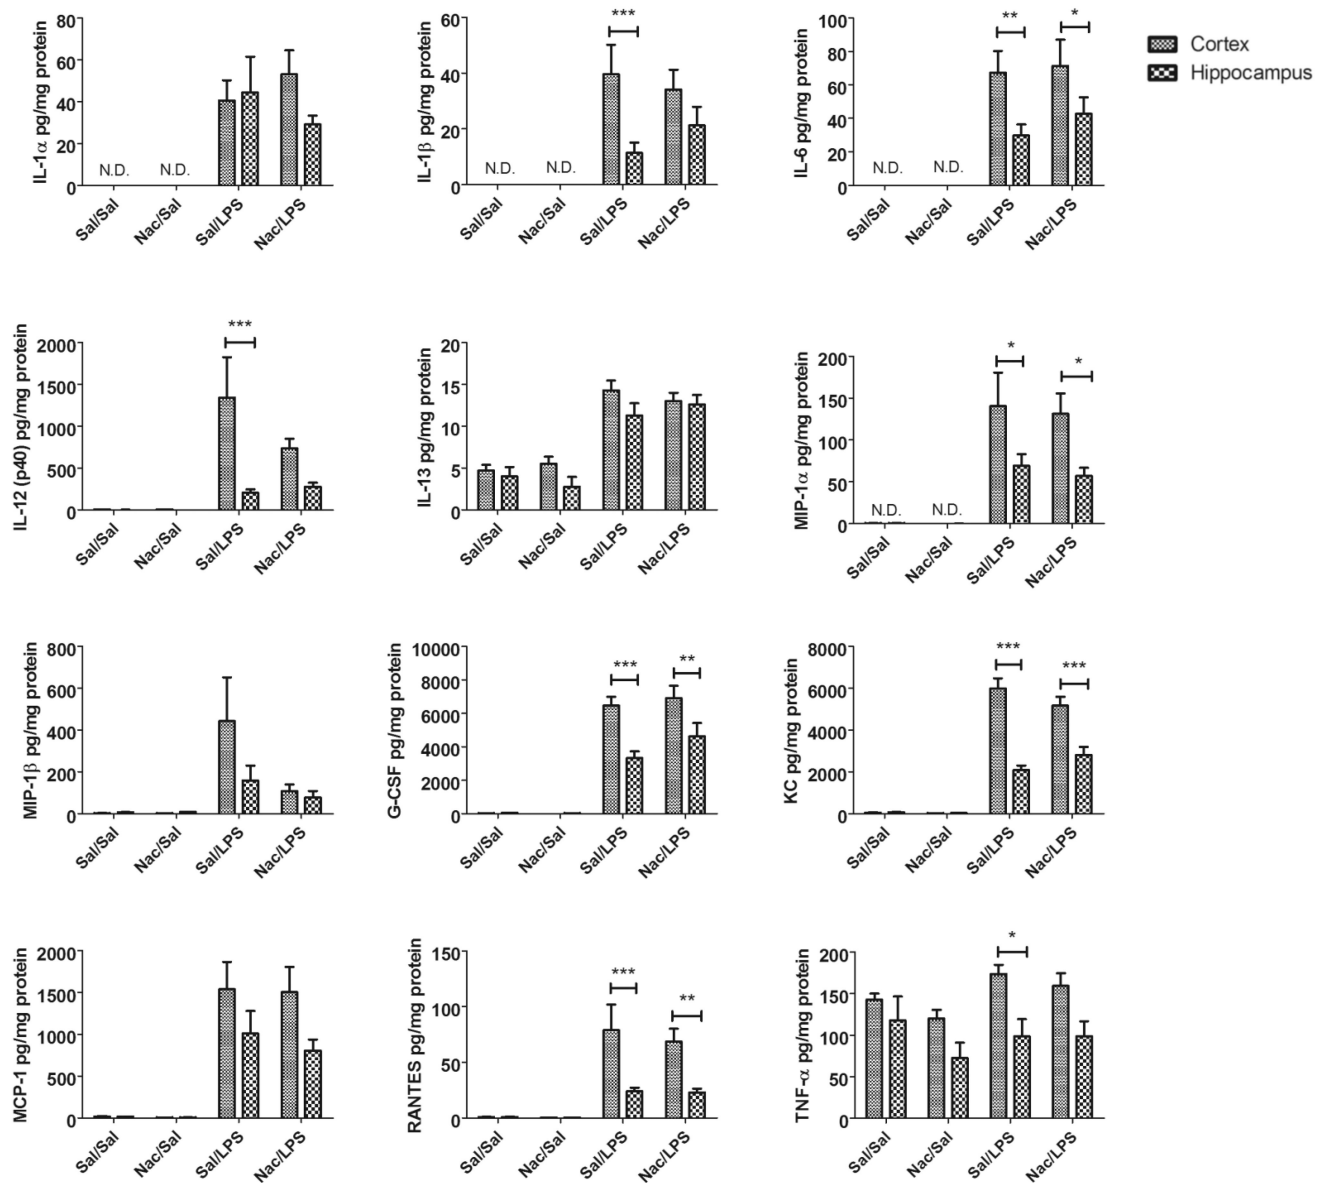 IL-1α pg/mg protein
80
60
40
20
0
N.D.
N.D.
Sal/Sal
Nac/Sal
Sal/LPS
Nac/LPS
IL-1β pg/mg protein
60
40
20
0
N.D.
N.D.
***
Sal/Sal
Nac/Sal
Sal/LPS
Nac/LPS
IL-6 pg/mg protein
100
80
60
40
20
0
N.D.
N.D.
**
*
Sal/Sal
Nac/Sal
Sal/LPS
Nac/LPS
Cortex
Hippocampus
IL-12 (p40) pg/mg protein
2000
1500
1000
500
0
***
Sal/Sal
Nac/Sal
Sal/LPS
Nac/LPS
IL-13 pg/mg protein
20
15
10
5
0
Sal/Sal
Nac/Sal
Sal/LPS
Nac/LPS
MIP-1α pg/mg protein
200
150
100
50
0
N.D.
N.D.
*
*
Sal/Sal
Nac/Sal
Sal/LPS
Nac/LPS
MIP-1β pg/mg protein
800
600
400
200
0
Sal/Sal
Nac/Sal
Sal/LPS
Nac/LPS
G-CSF pg/mg protein
10000
8000
6000
4000
2000
0
***
**
Sal/Sal
Nac/Sal
Sal/LPS
Nac/LPS
KC pg/mg protein
8000
6000
4000
2000
0
***
***
Sal/Sal
Nac/Sal
Sal/LPS
Nac/LPS
MCP-1 pg/mg protein
2000
1500
1000
500
0
Sal/Sal
Nac/Sal
Sal/LPS
Nac/LPS
RANTES pg/mg protein
150
100
50
0
***
**
Sal/Sal
Nac/Sal
Sal/LPS
Nac/LPS
TNF-α pg/mg protein
200
150
100
50
0
*
Sal/Sal
Nac/Sal
Sal/LPS
Nac/LPS